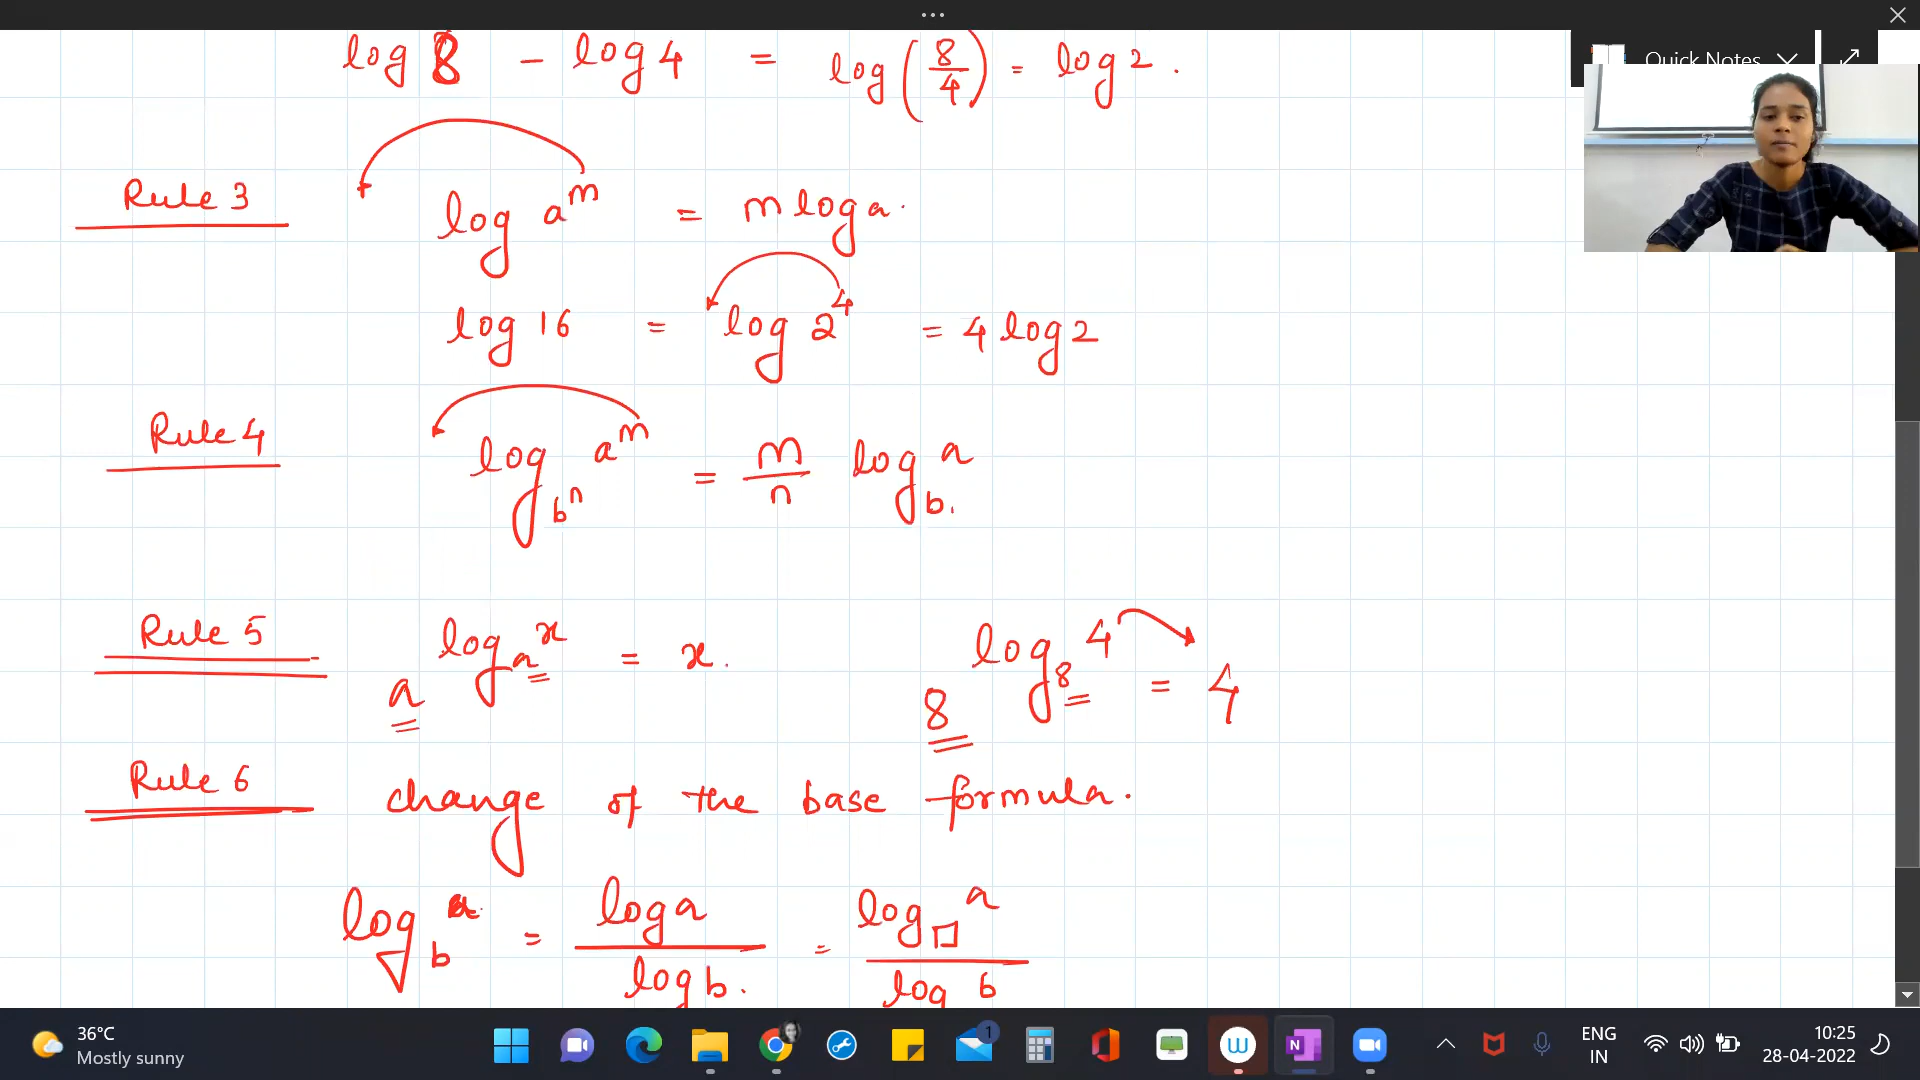 Quick Notes
log 8 - log 4 = log (8/4) = log 2 .
Rule 3 log a^m = m log a.
log 16 = log 2^4 = 4 log 2
Rule 4 log_{b^n} a^m = m/n log_b a.
Rule 5 a^{log_a x} = x. 8^{log_8 4} = 4
Rule 6 change of the base formula.
log_b a = log a / log b. = log_□ a / log b
36°C
Mostly sunny
1
ENG
IN
10:25
28-04-2022